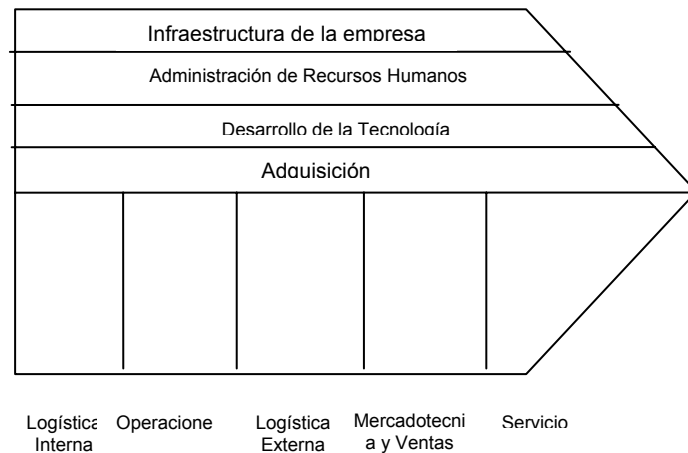 Infraestructura de la empresa
Administración de Recursos Humanos
Desarrollo de la Tecnología
Adquisición
Logística
Interna
Operacione
Logística
Externa
Mercadotecni
a y Ventas
Servicio